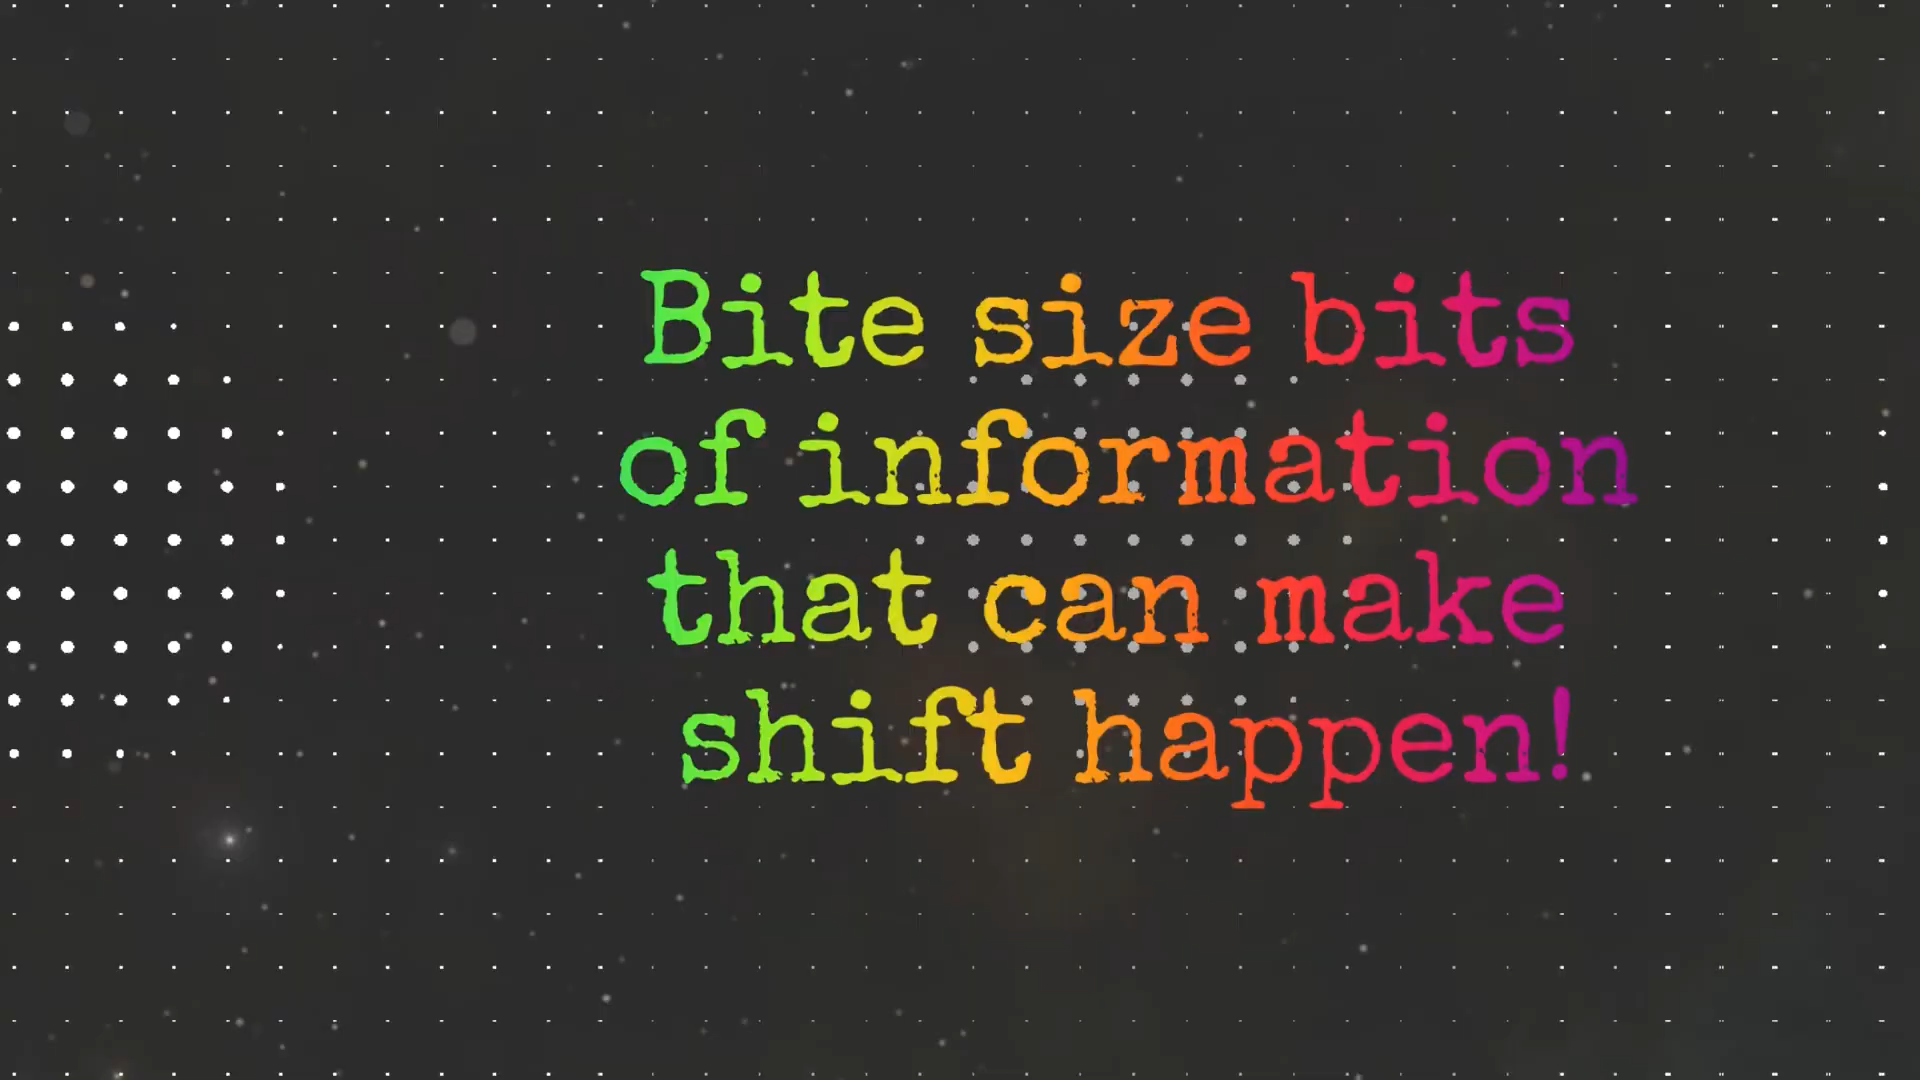 Bite size bits
of information
that can make
shift happen!